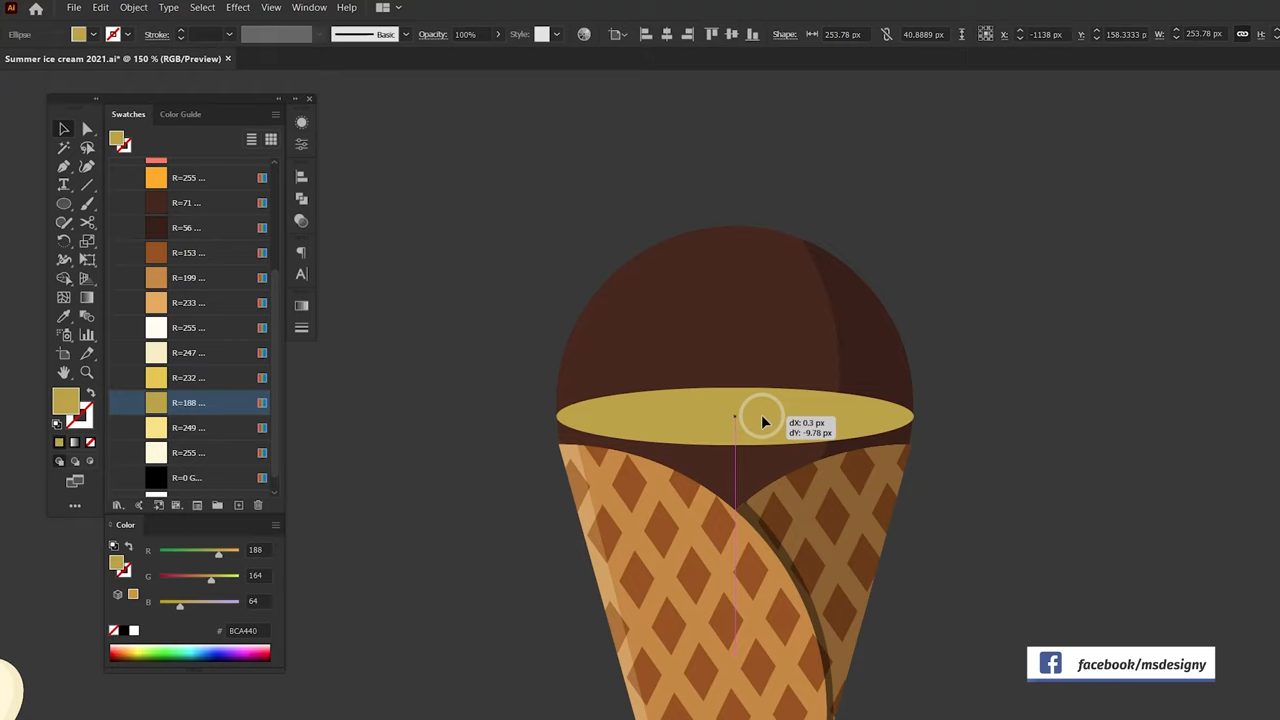 Ai File Edit Object Type Select Effect View Window Help
Ellipse Stroke: Basic Opacity: 100% Style: Shape: 253.78 px 40.8889 px X: -1138 px Y: 158.3333 p W: 253.78 px H:
Summer ice cream 2021.ai* @ 150 % (RGB/Preview) ×
Swatches Color Guide
R=255 ...
R=71 ...
R=56 ...
R=153 ...
R=199 ...
R=233 ...
R=255 ...
R=247 ...
R=232 ...
R=188 ...
R=249 ...
R=255 ...
R=0 G...
Color
R 188
G 164
B 64
# BCA440
dX: 0.3 px
dY: -9.78 px
facebook/msdesigny